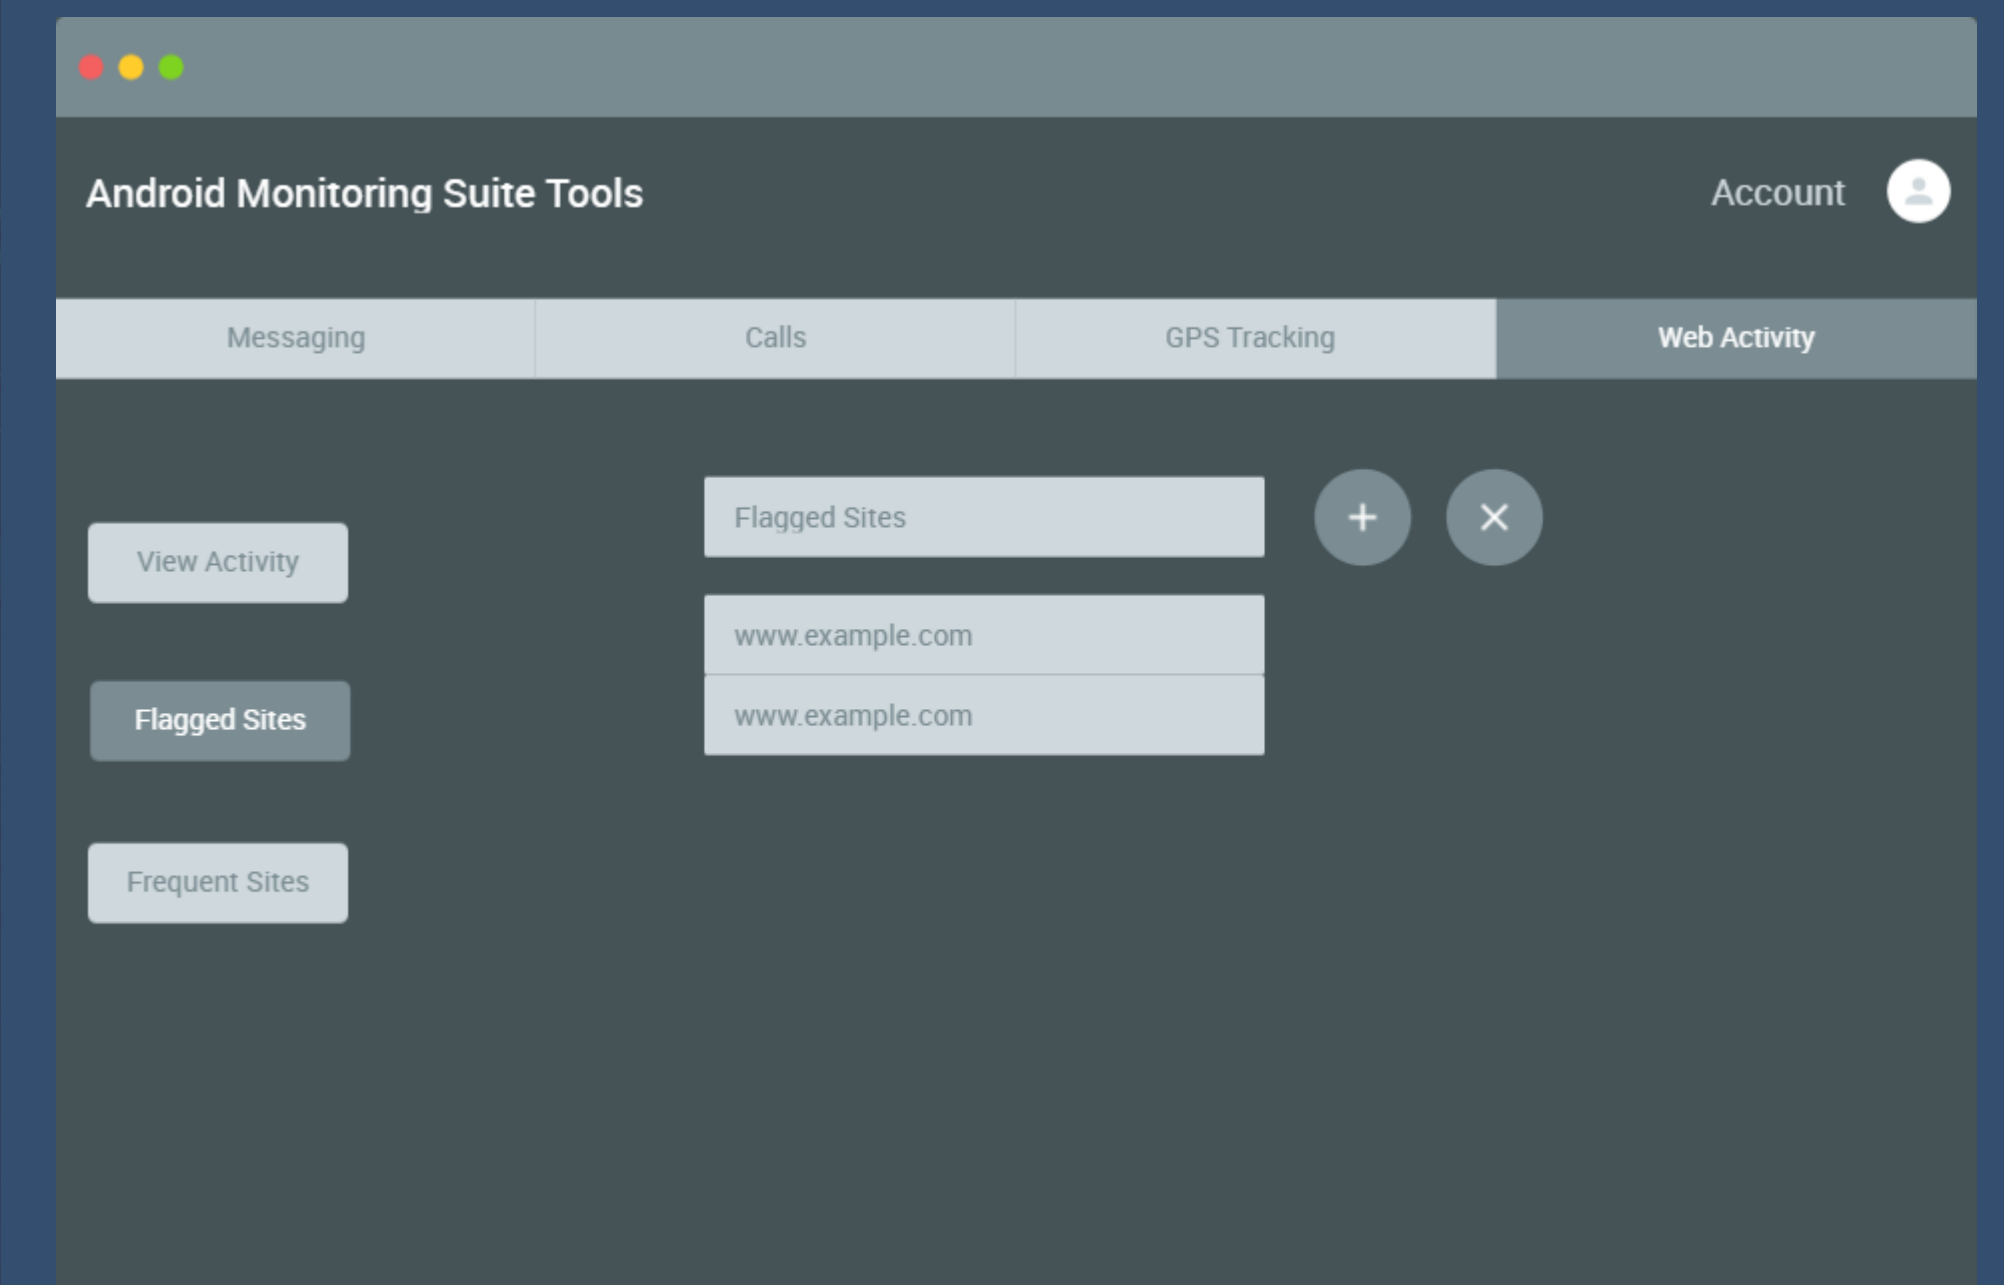 Android Monitoring Suite Tools
Account
Messaging
Calls
GPS Tracking
Web Activity
View Activity
Flagged Sites
Frequent Sites
Flagged Sites
www.example.com
www.example.com